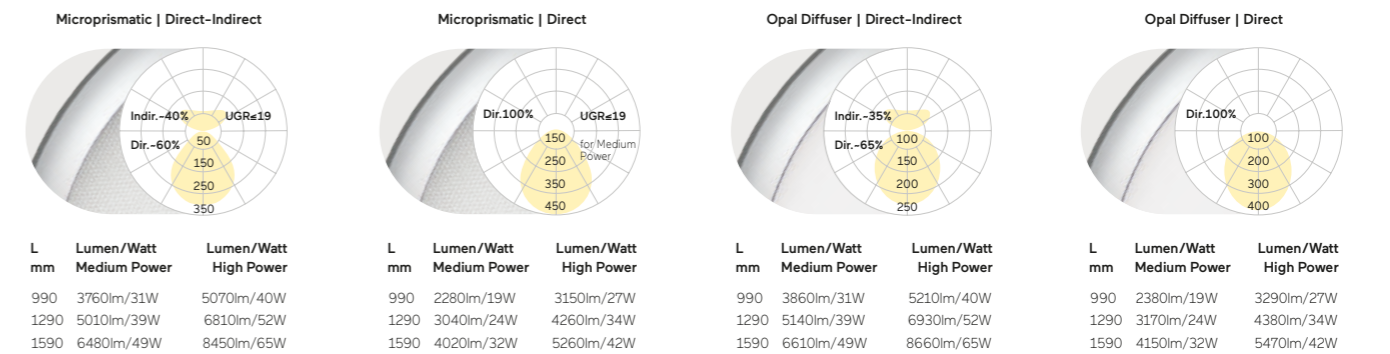 Microprismatic | Direct-Indirect
Indir.-40%
UGR≤19
Dir.-60%
50
150
250
350
L Lumen/Watt Lumen/Watt
mm Medium Power High Power
990 3760lm/31W 5070lm/40W
1290 5010lm/39W 6810lm/52W
1590 6480lm/49W 8450lm/65W
Microprismatic | Direct
Dir.100%
UGR≤19
for Medium
Power
150
250
350
450
L Lumen/Watt Lumen/Watt
mm Medium Power High Power
990 2280lm/19W 3150lm/27W
1290 3040lm/24W 4260lm/34W
1590 4020lm/32W 5260lm/42W
Opal Diffuser | Direct-Indirect
Indir.-35%
Dir.-65%
100
150
200
250
L Lumen/Watt Lumen/Watt
mm Medium Power High Power
990 3860lm/31W 5210lm/40W
1290 5140lm/39W 6930lm/52W
1590 6610lm/49W 8660lm/65W
Opal Diffuser | Direct
Dir.100%
100
200
300
400
L Lumen/Watt Lumen/Watt
mm Medium Power High Power
990 2380lm/19W 3290lm/27W
1290 3170lm/24W 4380lm/34W
1590 4150lm/32W 5470lm/42W